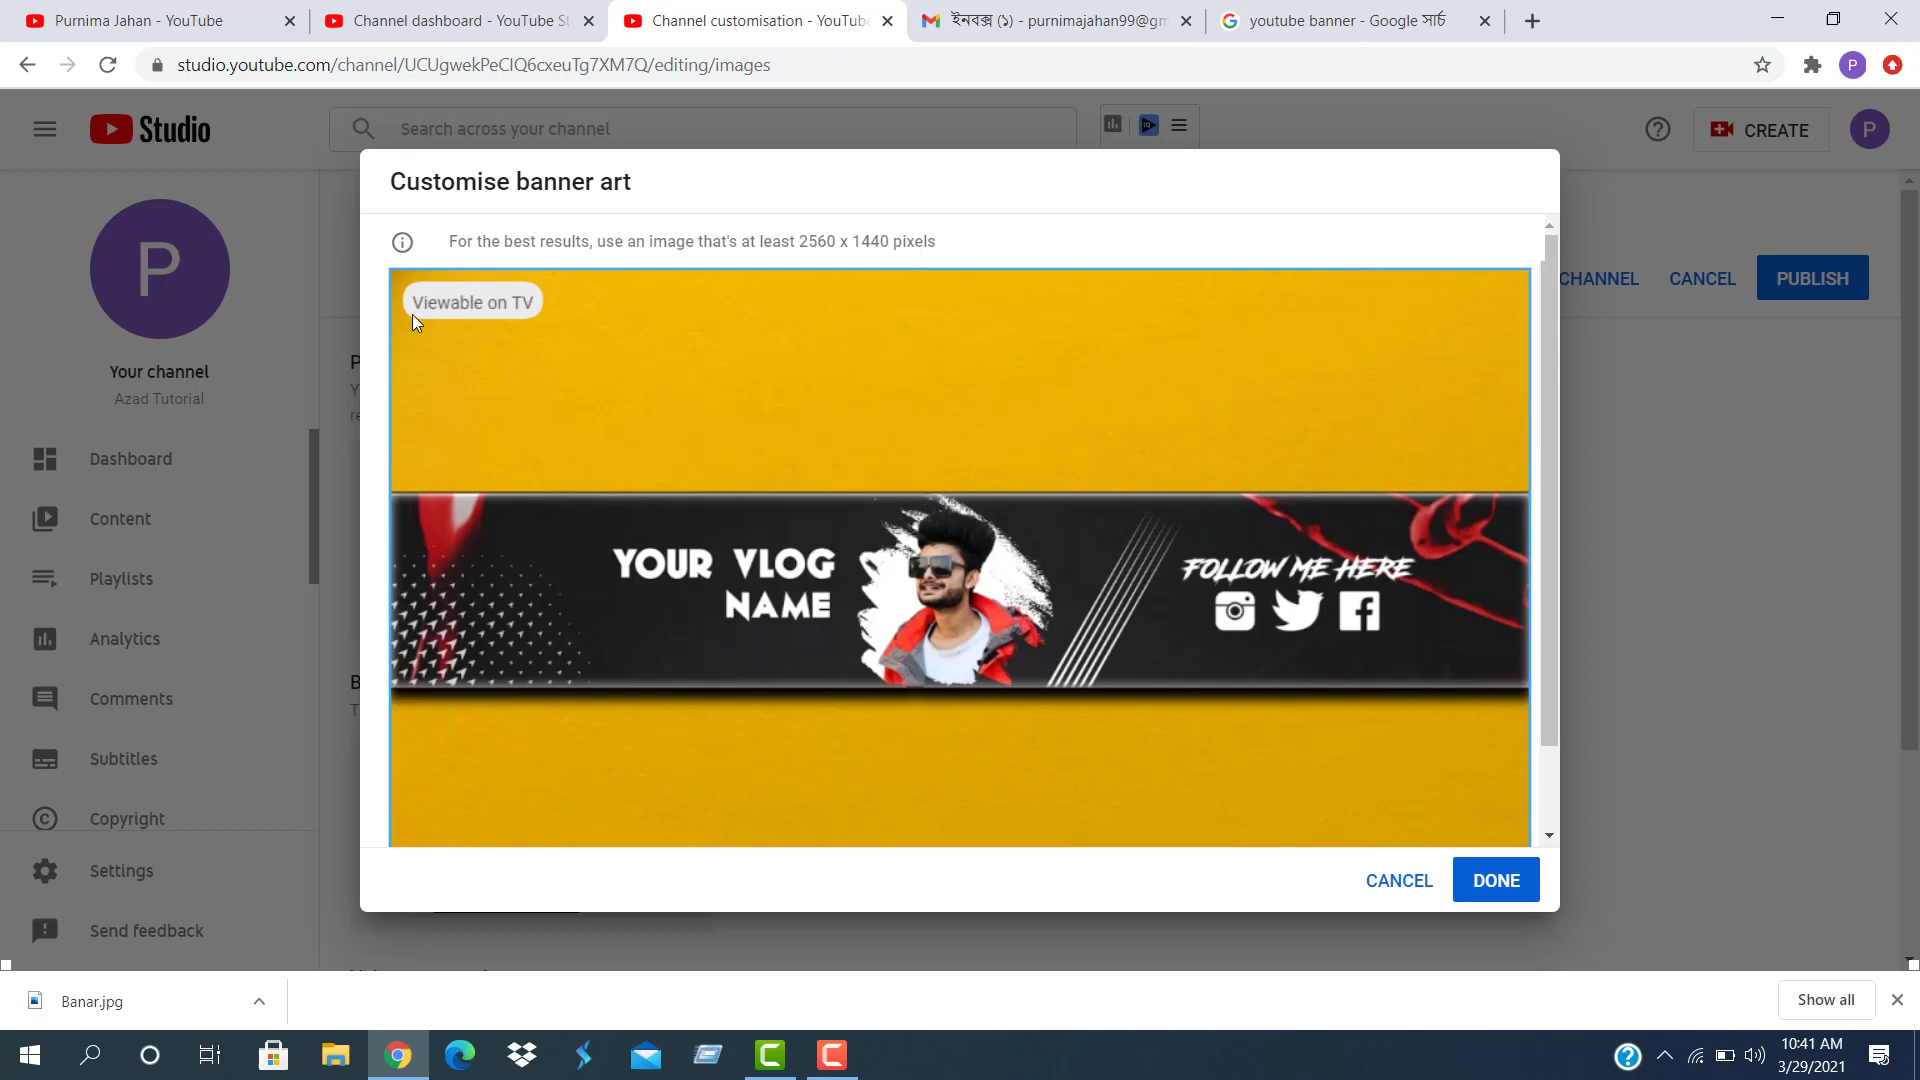 Purnima Jahan - YouTube
Channel dashboard - YouTube St
Channel customisation - YouTube
ইনবক্স (১) - purnimajahan99@gm
youtube banner - Google সার্চ
studio.youtube.com/channel/UCUgwekPeCIQ6cxeuTg7XM7Q/editing/images
P
Studio
Search across your channel
CREATE
P
Customise banner art
For the best results, use an image that's at least 2560 x 1440 pixels
CHANNEL
CANCEL
PUBLISH
Viewable on TV
P
Your channel
Azad Tutorial
Dashboard
Content
Playlists
Analytics
Comments
Subtitles
Copyright
Settings
Send feedback
YOUR VLOG
NAME
FOLLOW ME HERE
CANCEL
DONE
Banar.jpg
Show all
10:41 AM
3/29/2021